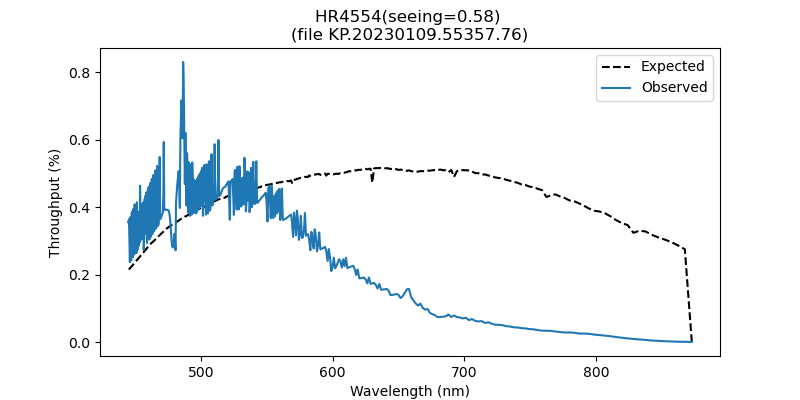 HR4554(seeing=0.58)
(file KP.20230109.55357.76)
Expected
Observed
Throughput (%)
0.8
0.6
0.4
0.2
0.0
500
600
700
800
Wavelength (nm)